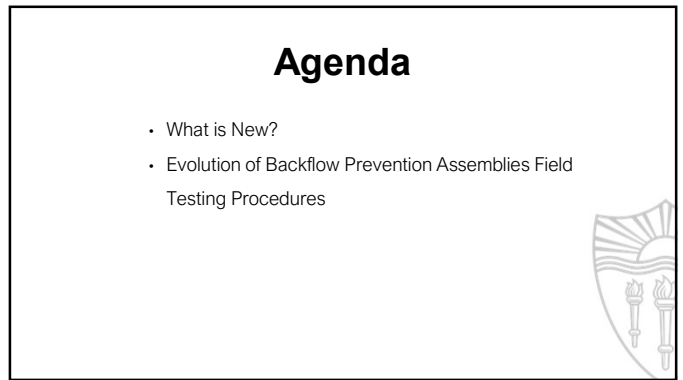 Agenda
• What is New?
• Evolution of Backflow Prevention Assemblies Field
Testing Procedures